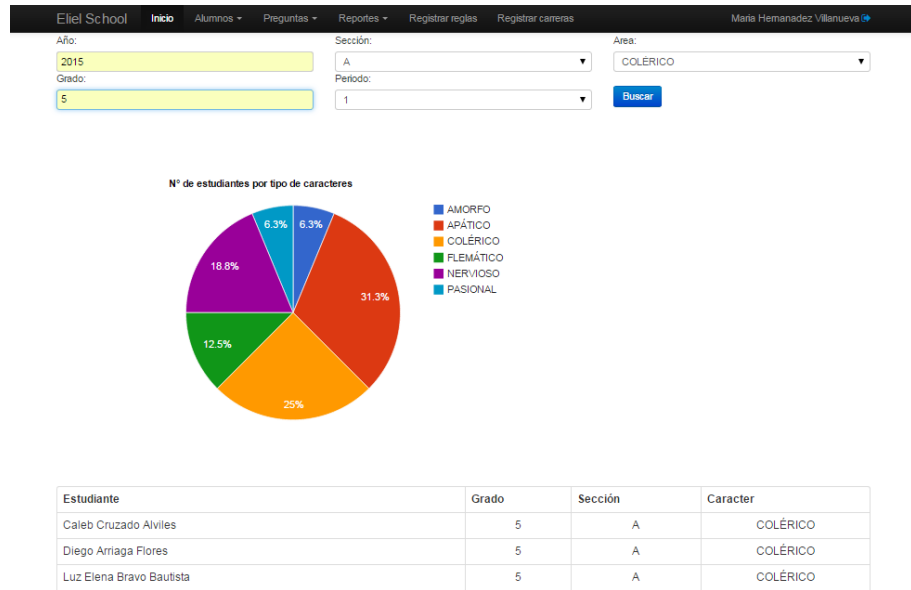 Eliel School Inicio Alumnos Preguntas Reportes Registrar reglas Registrar carreras Maria Hernanadez Villanueva
Año: Sección: Area:
2015 A COLÉRICO
Grado: Periodo:
5 1 Buscar
N° de estudiantes por tipo de caracteres
AMORFO
APÁTICO
COLÉRICO
FLEMÁTICO
NERVIOSO
PASIONAL
6.3% 6.3%
18.8%
31.3%
12.5%
25%
Estudiante Grado Sección Caracter
Caleb Cruzado Alviles 5 A COLÉRICO
Diego Arriaga Flores 5 A COLÉRICO
Luz Elena Bravo Bautista 5 A COLÉRICO